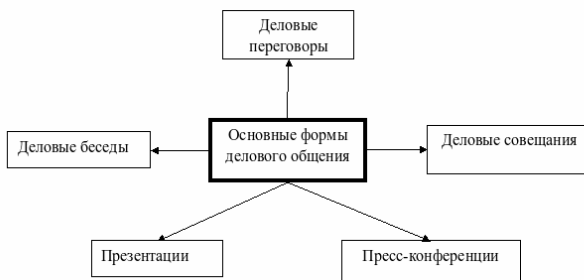 Деловые
переговоры
Деловые беседы
Основные формы
делового общения
Деловые совещания
Презентации
Пресс-конференции